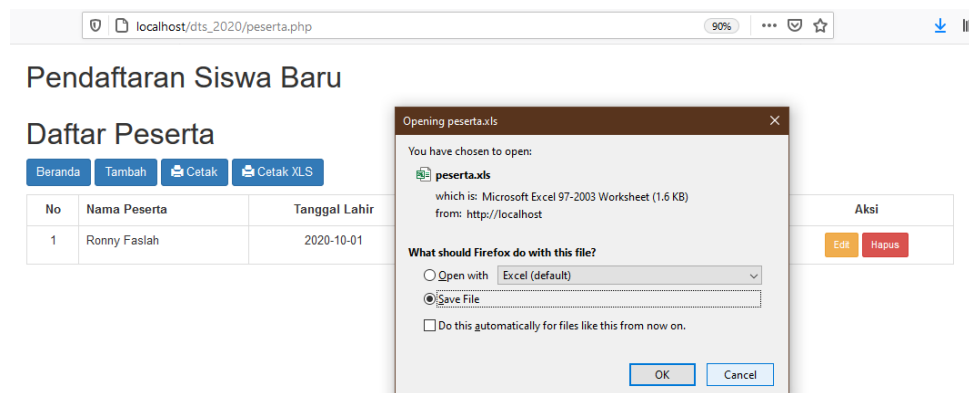 localhost/dts_2020/peserta.php 90%
Pendaftaran Siswa Baru
Daftar Peserta
Beranda Tambah Cetak Cetak XLS
No Nama Peserta Tanggal Lahir Aksi
1 Ronny Faslah 2020-10-01 Edit Hapus
Opening peserta.xls
You have chosen to open:
peserta.xls
which is: Microsoft Excel 97-2003 Worksheet (1.6 KB)
from: http://localhost
What should Firefox do with this file?
Open with Excel (default)
Save File
Do this automatically for files like this from now on.
OK Cancel